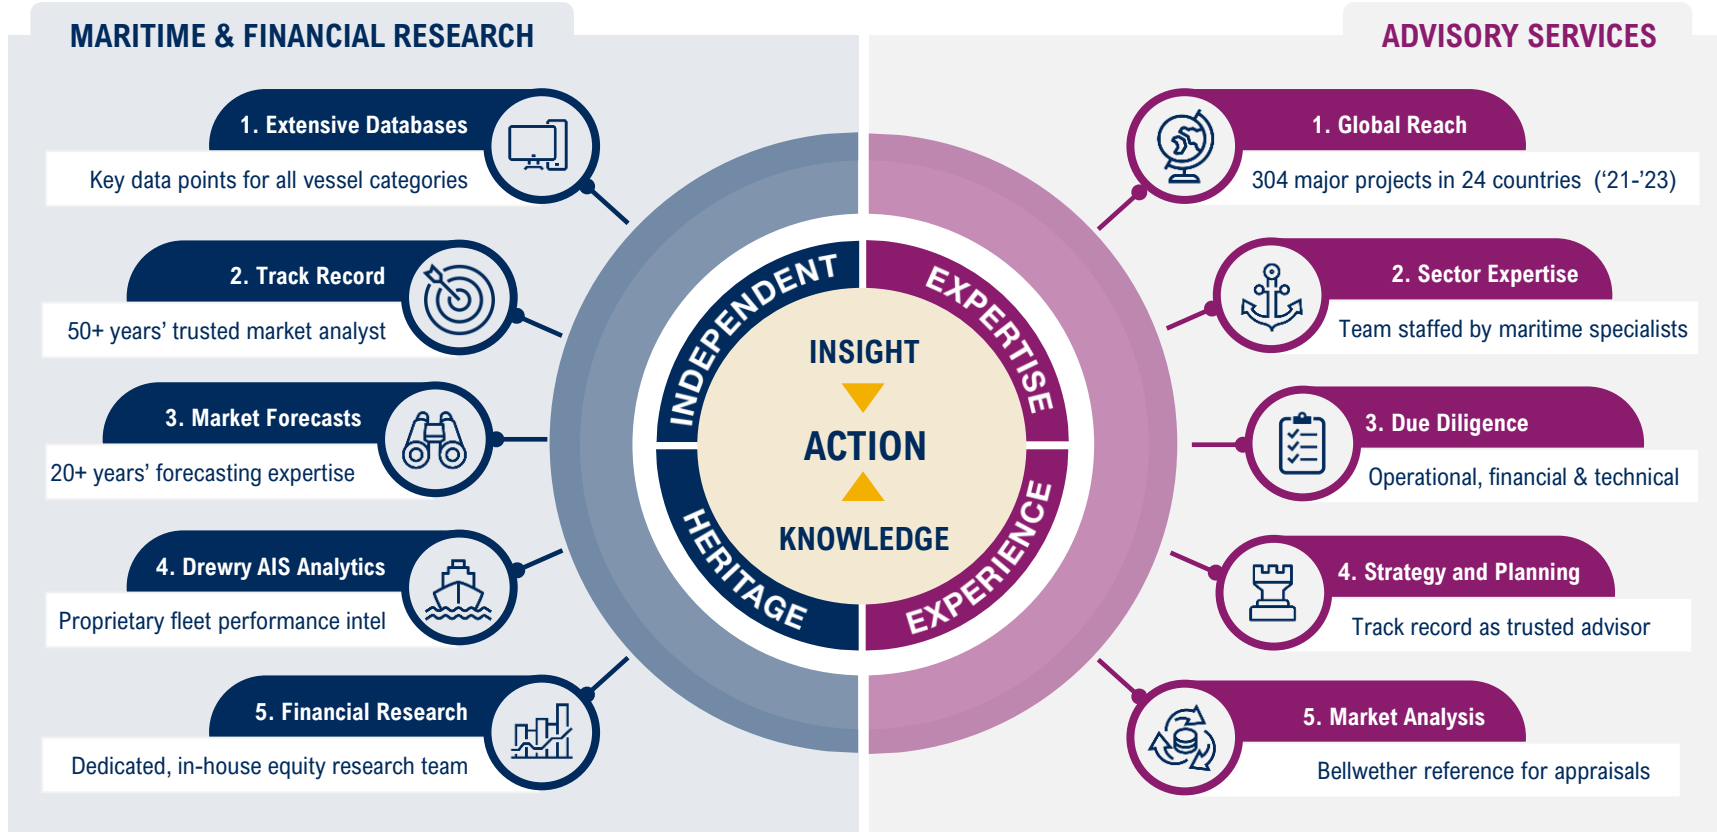 MARITIME & FINANCIAL RESEARCH
1. Extensive Databases
Key data points for all vessel categories
2. Track Record
50+ years’ trusted market analyst
3. Market Forecasts
20+ years’ forecasting expertise
4. Drewry AIS Analytics
Proprietary fleet performance intel
5. Financial Research
Dedicated, in-house equity research team
INDEPENDENT
EXPERTISE
INSIGHT
ACTION
KNOWLEDGE
HERITAGE
EXPERIENCE
ADVISORY SERVICES
1. Global Reach
304 major projects in 24 countries (‘21-’23)
2. Sector Expertise
Team staffed by maritime specialists
3. Due Diligence
Operational, financial & technical
4. Strategy and Planning
Track record as trusted advisor
5. Market Analysis
Bellwether reference for appraisals